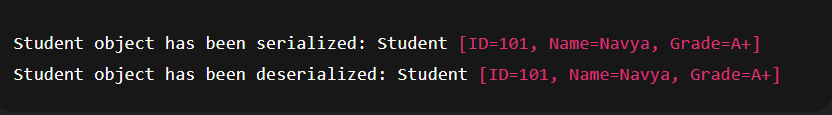 Student object has been serialized: Student [ID=101, Name=Navya, Grade=A+]
Student object has been deserialized: Student [ID=101, Name=Navya, Grade=A+]